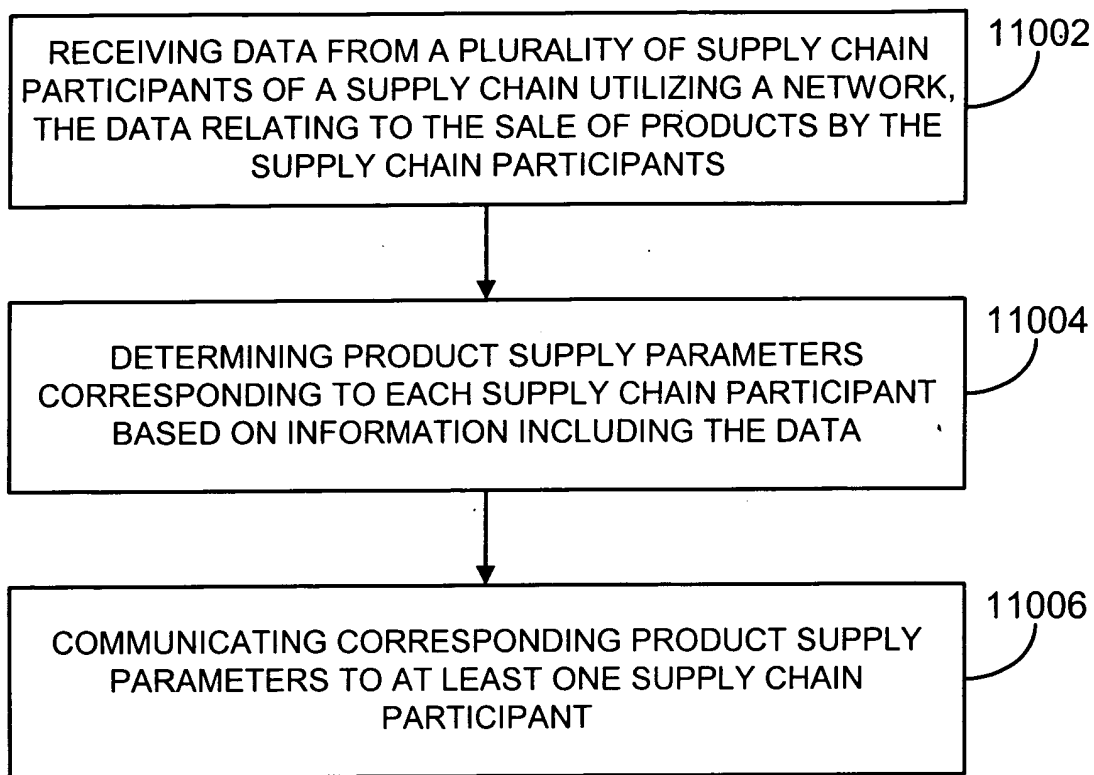 RECEIVING DATA FROM A PLURALITY OF SUPPLY CHAIN
PARTICIPANTS OF A SUPPLY CHAIN UTILIZING A NETWORK,
THE DATA RELATING TO THE SALE OF PRODUCTS BY THE
SUPPLY CHAIN PARTICIPANTS
11002
DETERMINING PRODUCT SUPPLY PARAMETERS
CORRESPONDING TO EACH SUPPLY CHAIN PARTICIPANT
BASED ON INFORMATION INCLUDING THE DATA
11004
COMMUNICATING CORRESPONDING PRODUCT SUPPLY
PARAMETERS TO AT LEAST ONE SUPPLY CHAIN
PARTICIPANT
11006